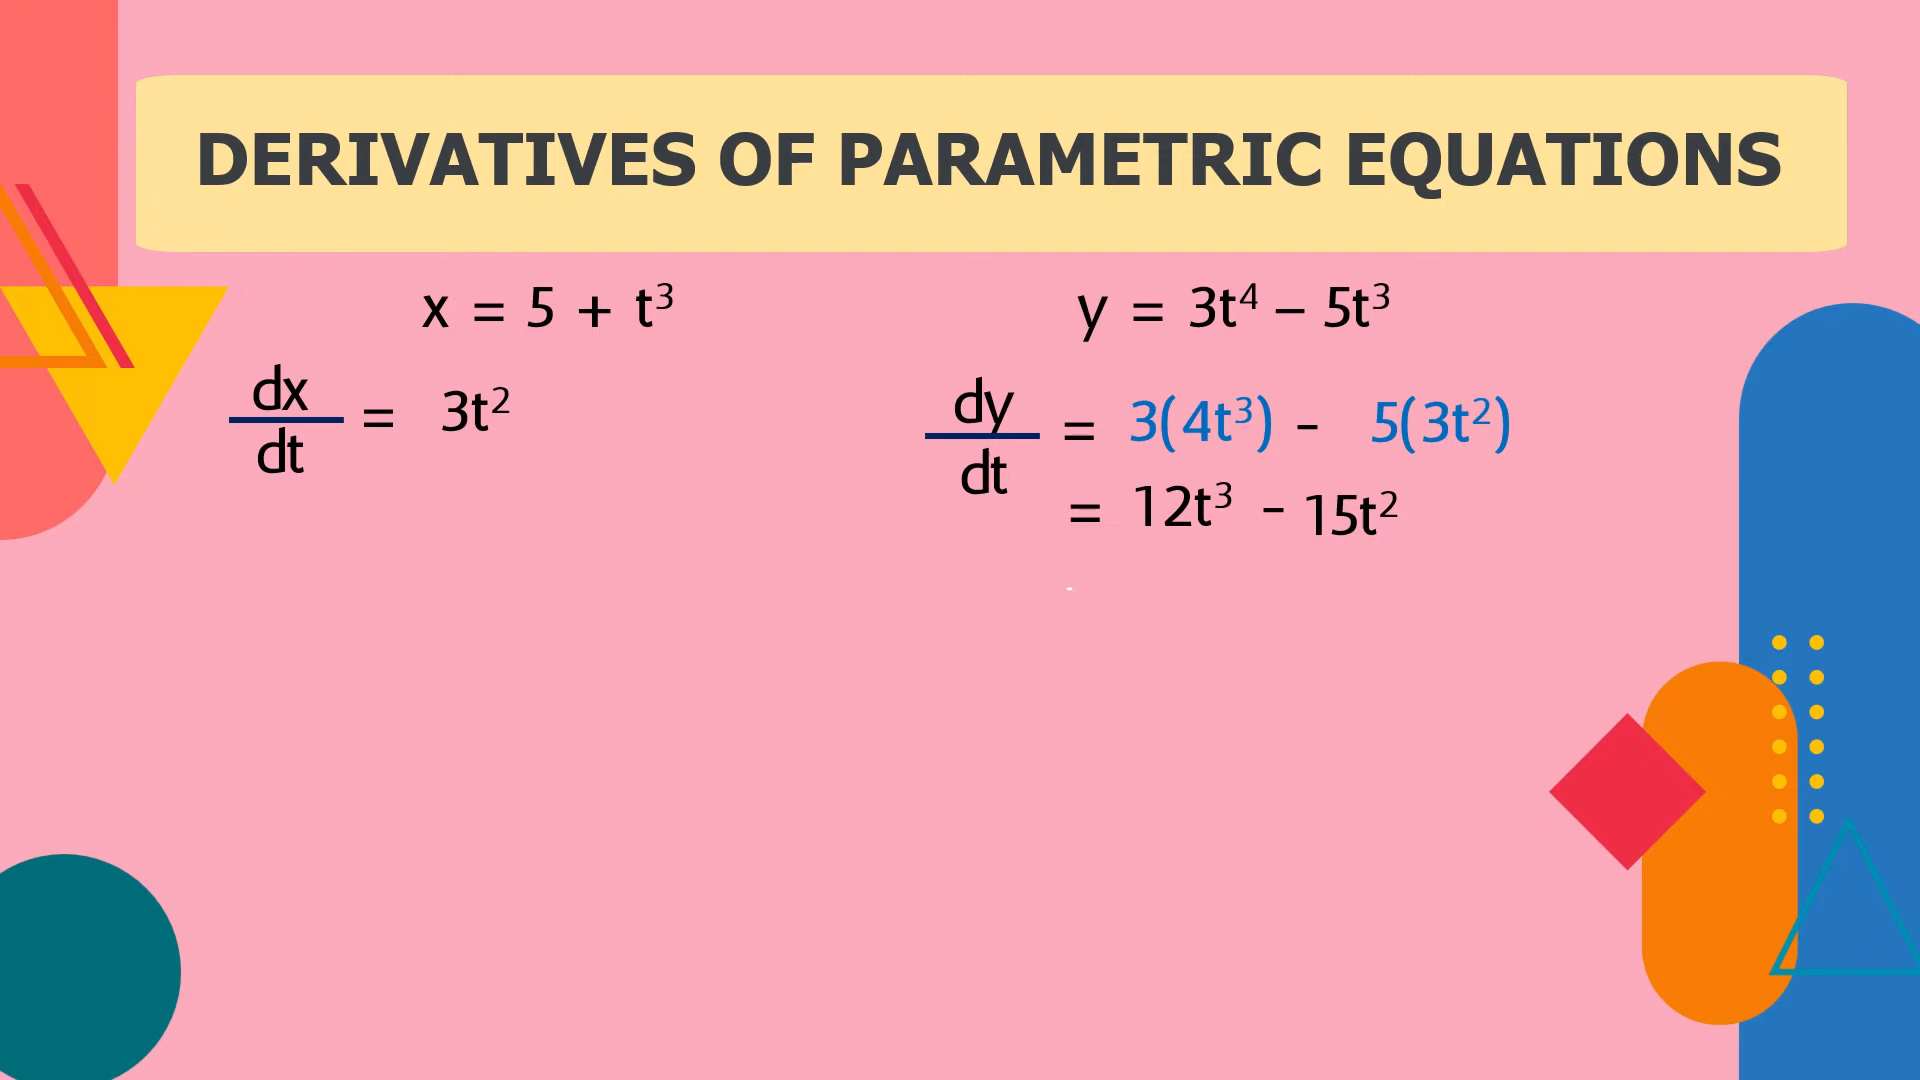 DERIVATIVES OF PARAMETRIC EQUATIONS
x = 5 + t³
dx/dt = 3t²
y = 3t⁴ – 5t³
dy/dt = 3(4t³) - 5(3t²)
= 12t³ - 15t²